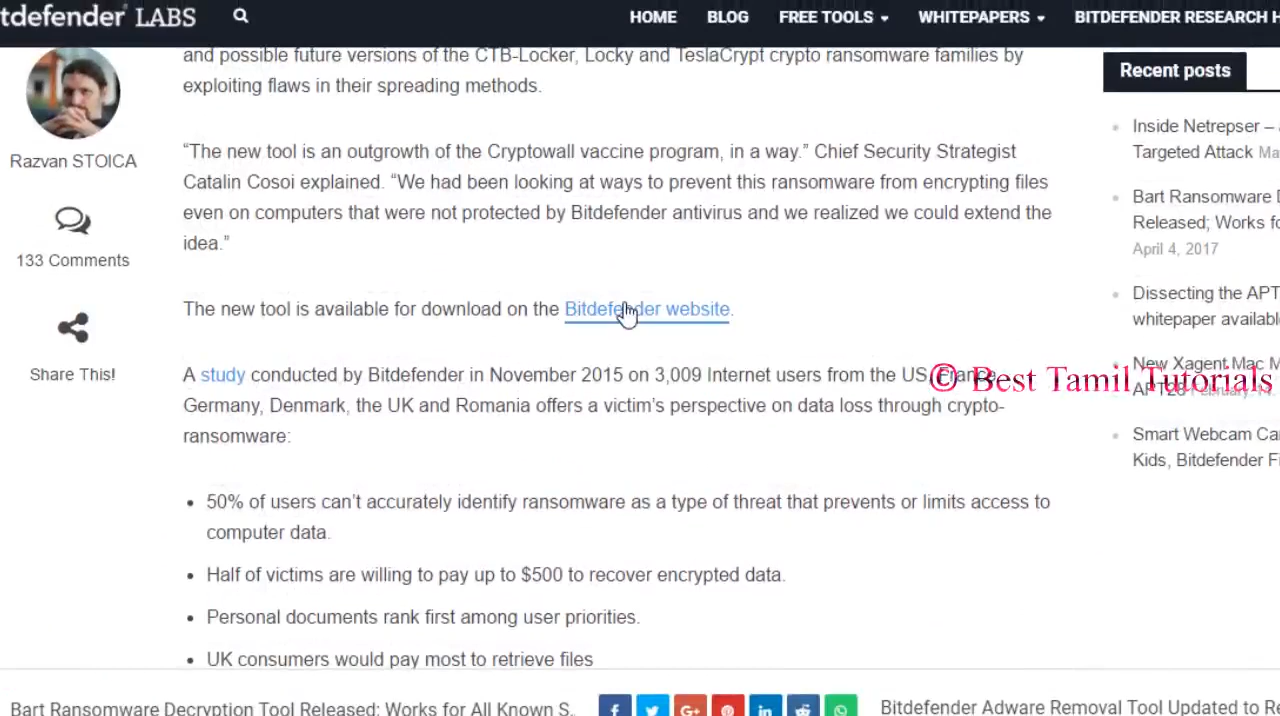 tdefender LABS
HOME BLOG FREE TOOLS WHITEPAPERS BITDEFENDER RESEARCH H
and possible future versions of the CTB-Locker, Locky and TeslaCrypt crypto ransomware families by
exploiting flaws in their spreading methods.
Razvan STOICA
133 Comments
Share This!
“The new tool is an outgrowth of the Cryptowall vaccine program, in a way.” Chief Security Strategist
Catalin Cosoi explained. “We had been looking at ways to prevent this ransomware from encrypting files
even on computers that were not protected by Bitdefender antivirus and we realized we could extend the
idea.”
The new tool is available for download on the Bitdefender website.
A study conducted by Bitdefender in November 2015 on 3,009 Internet users from the US, France,
Germany, Denmark, the UK and Romania offers a victim’s perspective on data loss through crypto-
ransomware:
• 50% of users can’t accurately identify ransomware as a type of threat that prevents or limits access to
computer data.
• Half of victims are willing to pay up to $500 to recover encrypted data.
• Personal documents rank first among user priorities.
• UK consumers would pay most to retrieve files
Recent posts
Inside Netrepser –
Targeted Attack Ma
Bart Ransomware D
Released; Works fo
April 4, 2017
Dissecting the APT
whitepaper availabl
New Xagent Mac M
APT28 February, 14.
Smart Webcam Ca
Kids, Bitdefender Fi
© Best Tamil Tutorials
Bart Ransomware Decryption Tool Released; Works for All Known S..
Bitdefender Adware Removal Tool Updated to Re